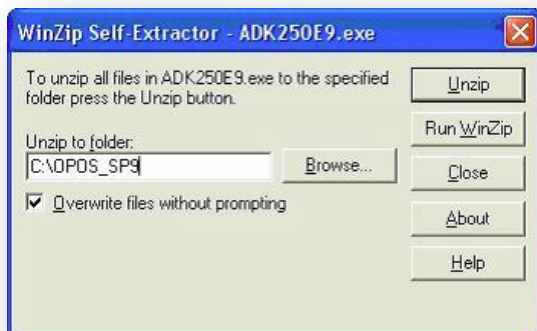 WinZip Self-Extractor - ADK250E9.exe
To unzip all files in ADK250E9.exe to the specified
folder press the Unzip button.
Unzip to folder:
C:\OPOS_SP9
Browse...
Overwrite files without prompting
Unzip
Run WinZip
Close
About
Help